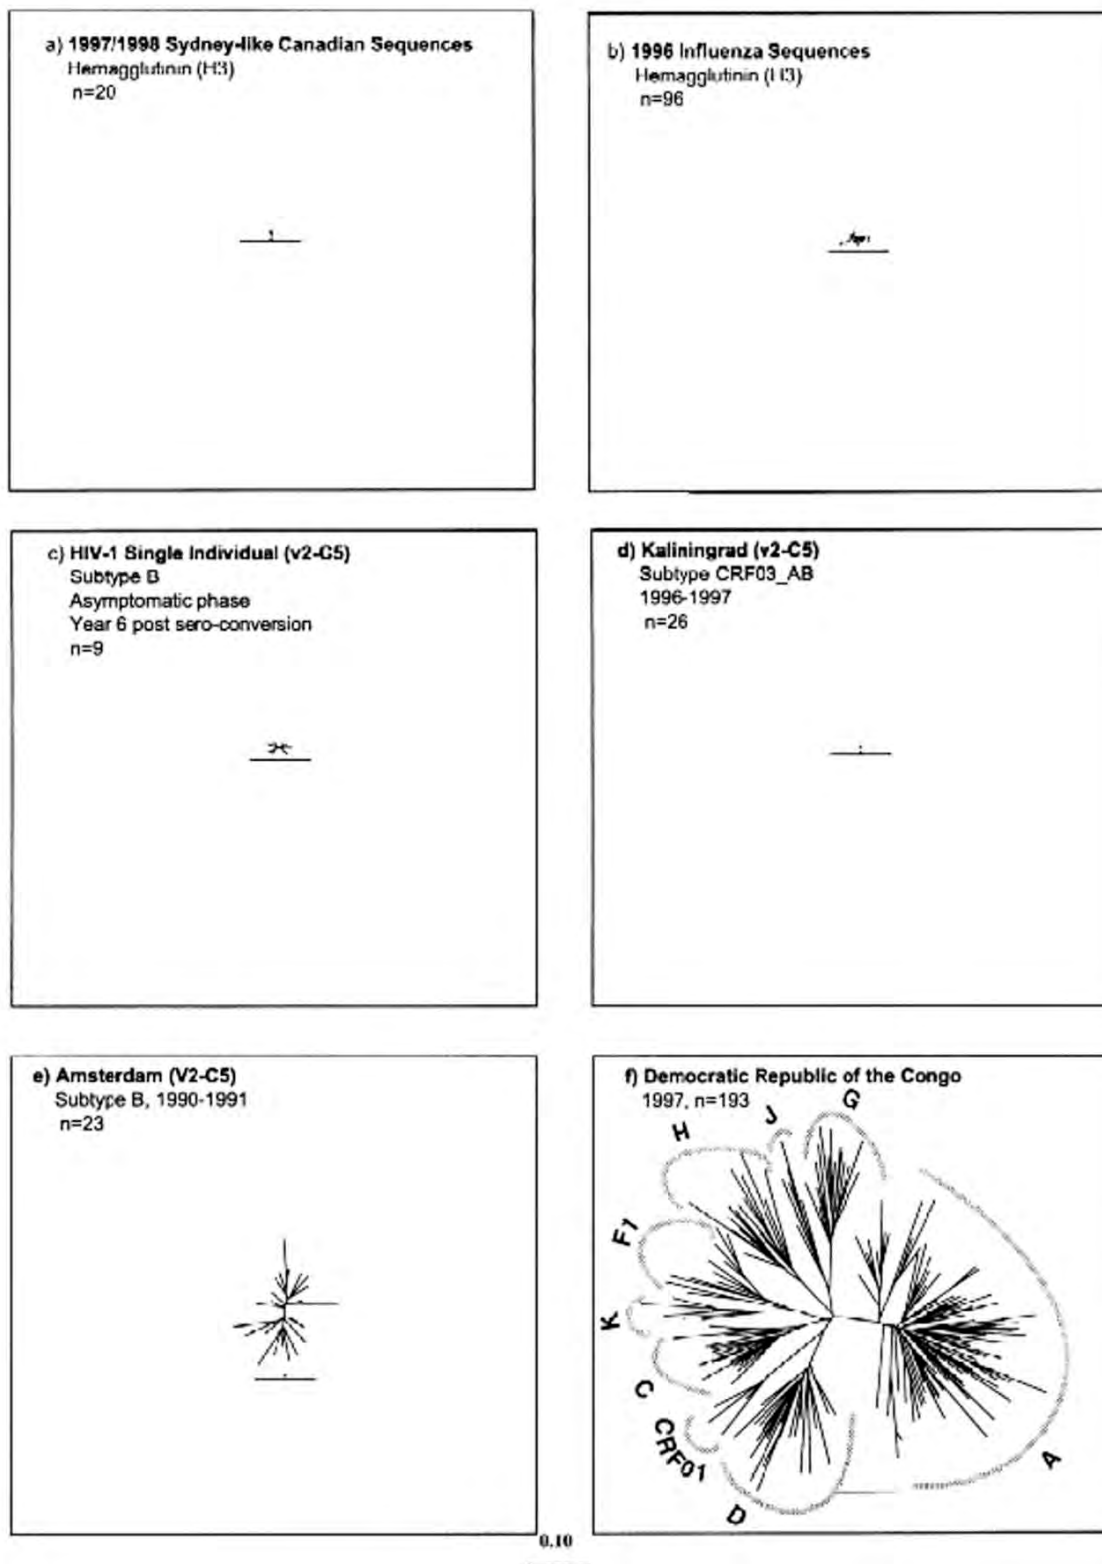 a) 1997/1998 Sydney-like Canadian Sequences
Hemagglutinin (H3)
n=20
b) 1996 Influenza Sequences
Hemagglutinin (H3)
n=96
c) HIV-1 Single Individual (v2-C5)
Subtype B
Asymptomatic phase
Year 6 post sero-conversion
n=9
d) Kaliningrad (v2-C5)
Subtype CRF03_AB
1996-1997
n=26
e) Amsterdam (V2-C5)
Subtype B, 1990-1991
n=23
f) Democratic Republic of the Congo
1997, n=193
G
J
H
F1
K
C
CRF01
D
A
0.10